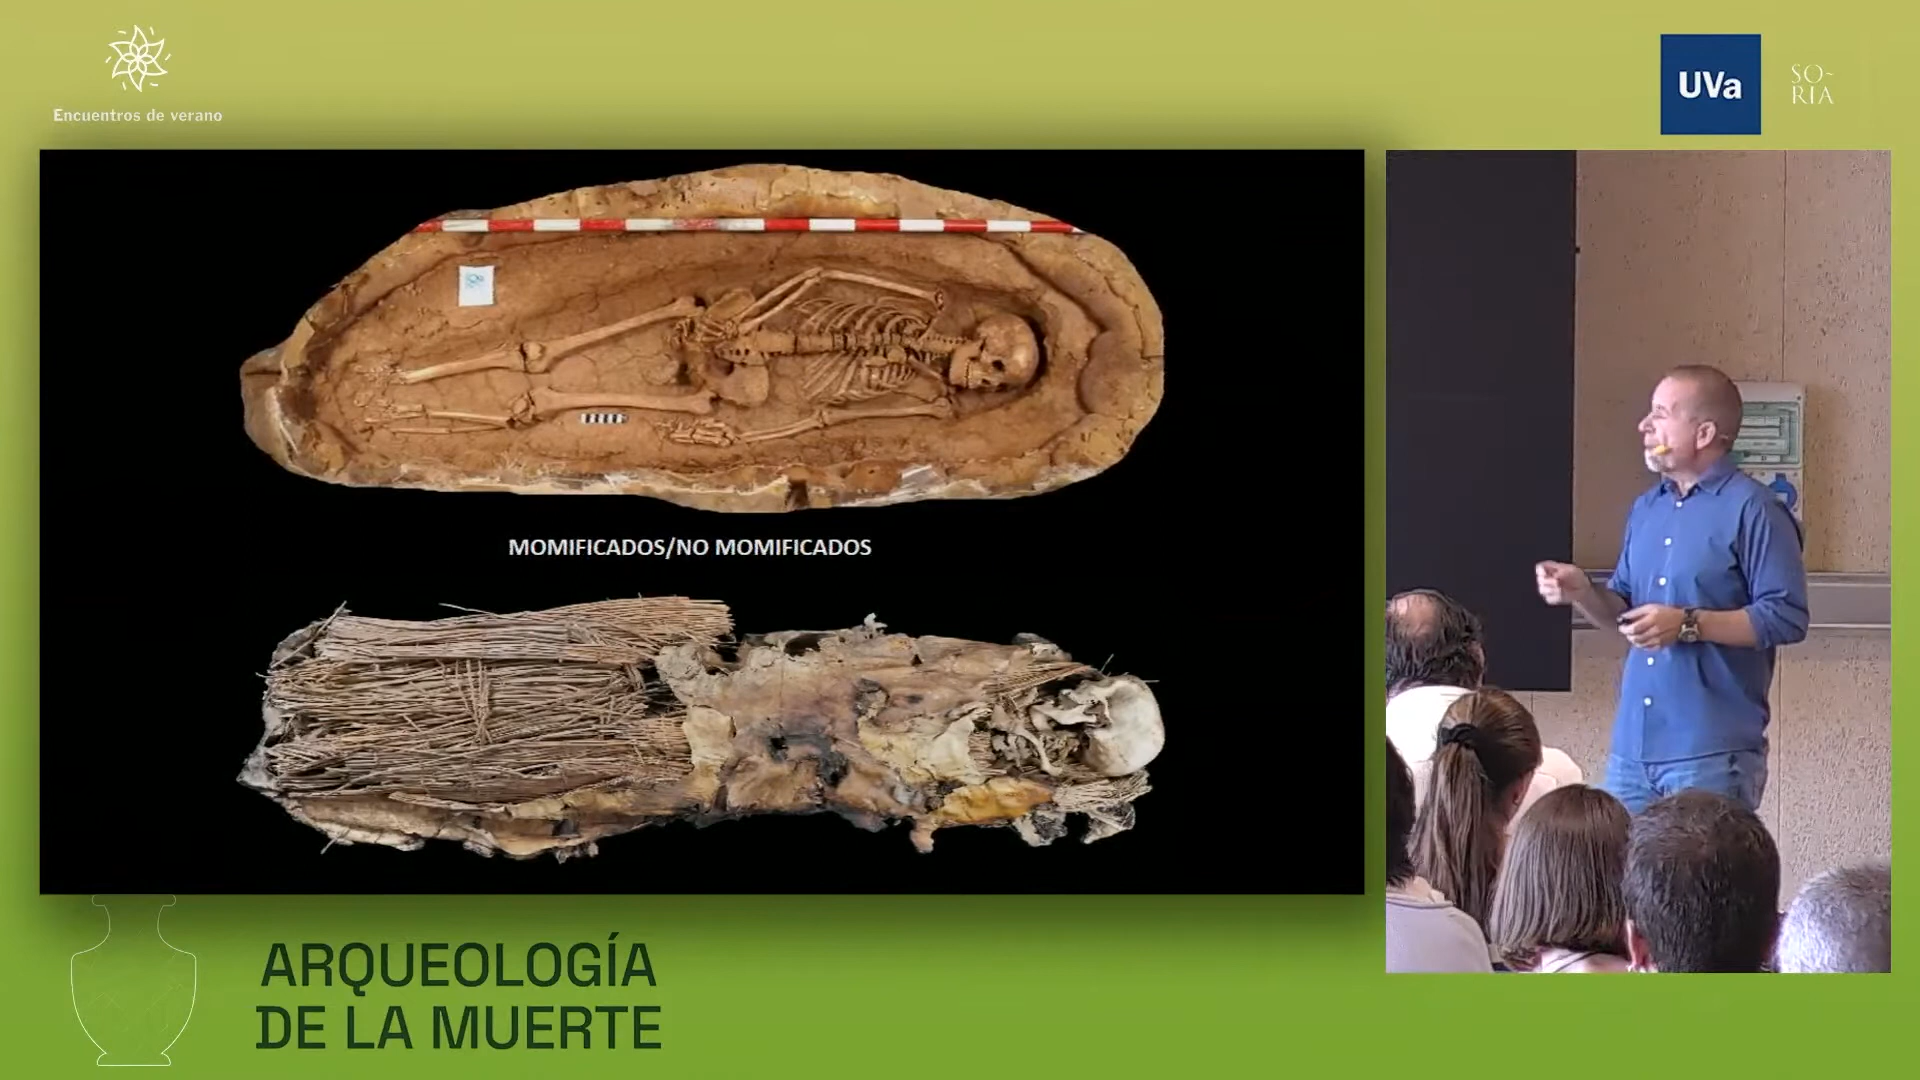 Encuentros de verano
UVa
SO-
RIA
MOMIFICADOS/NO MOMIFICADOS
ARQUEOLOGÍA
DE LA MUERTE